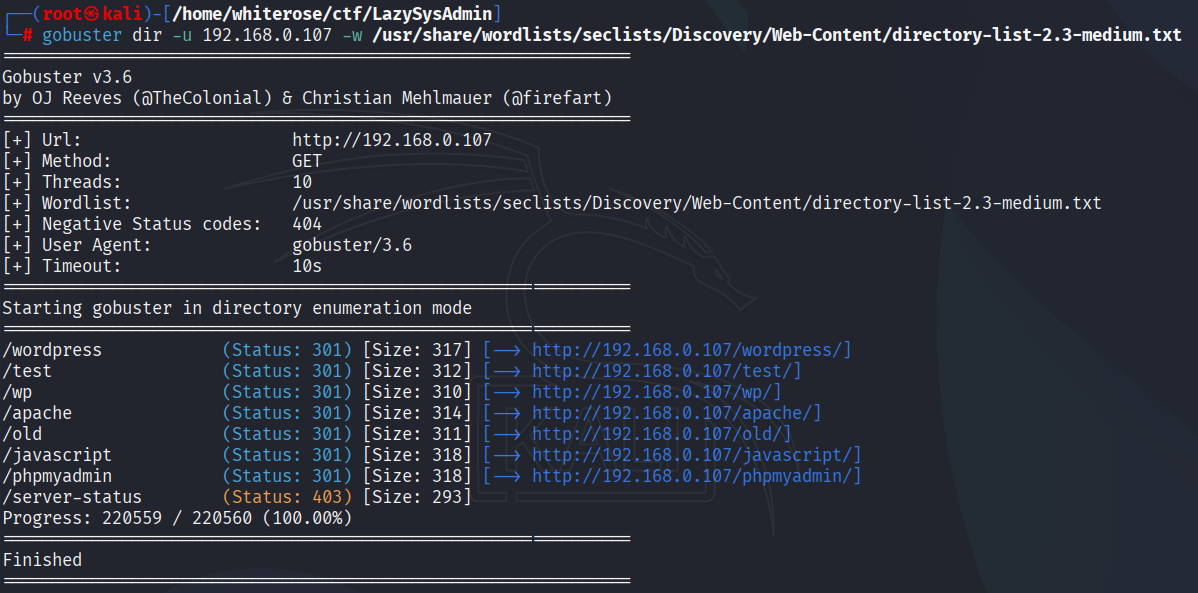 ┌──(root㉿kali)-[/home/whiterose/ctf/LazySysAdmin]
└─# gobuster dir -u 192.168.0.107 -w /usr/share/wordlists/seclists/Discovery/Web-Content/directory-list-2.3-medium.txt
===============================================================
Gobuster v3.6
by OJ Reeves (@TheColonial) & Christian Mehlmauer (@firefart)
===============================================================
[+] Url:                     http://192.168.0.107
[+] Method:                  GET
[+] Threads:                 10
[+] Wordlist:                /usr/share/wordlists/seclists/Discovery/Web-Content/directory-list-2.3-medium.txt
[+] Negative Status codes:   404
[+] User Agent:              gobuster/3.6
[+] Timeout:                 10s
===============================================================
Starting gobuster in directory enumeration mode
===============================================================
/wordpress            (Status: 301) [Size: 317] [--> http://192.168.0.107/wordpress/]
/test                 (Status: 301) [Size: 312] [--> http://192.168.0.107/test/]
/wp                   (Status: 301) [Size: 310] [--> http://192.168.0.107/wp/]
/apache               (Status: 301) [Size: 314] [--> http://192.168.0.107/apache/]
/old                  (Status: 301) [Size: 311] [--> http://192.168.0.107/old/]
/javascript           (Status: 301) [Size: 318] [--> http://192.168.0.107/javascript/]
/phpmyadmin           (Status: 301) [Size: 318] [--> http://192.168.0.107/phpmyadmin/]
/server-status        (Status: 403) [Size: 293]
Progress: 220559 / 220560 (100.00%)
===============================================================
Finished
===============================================================